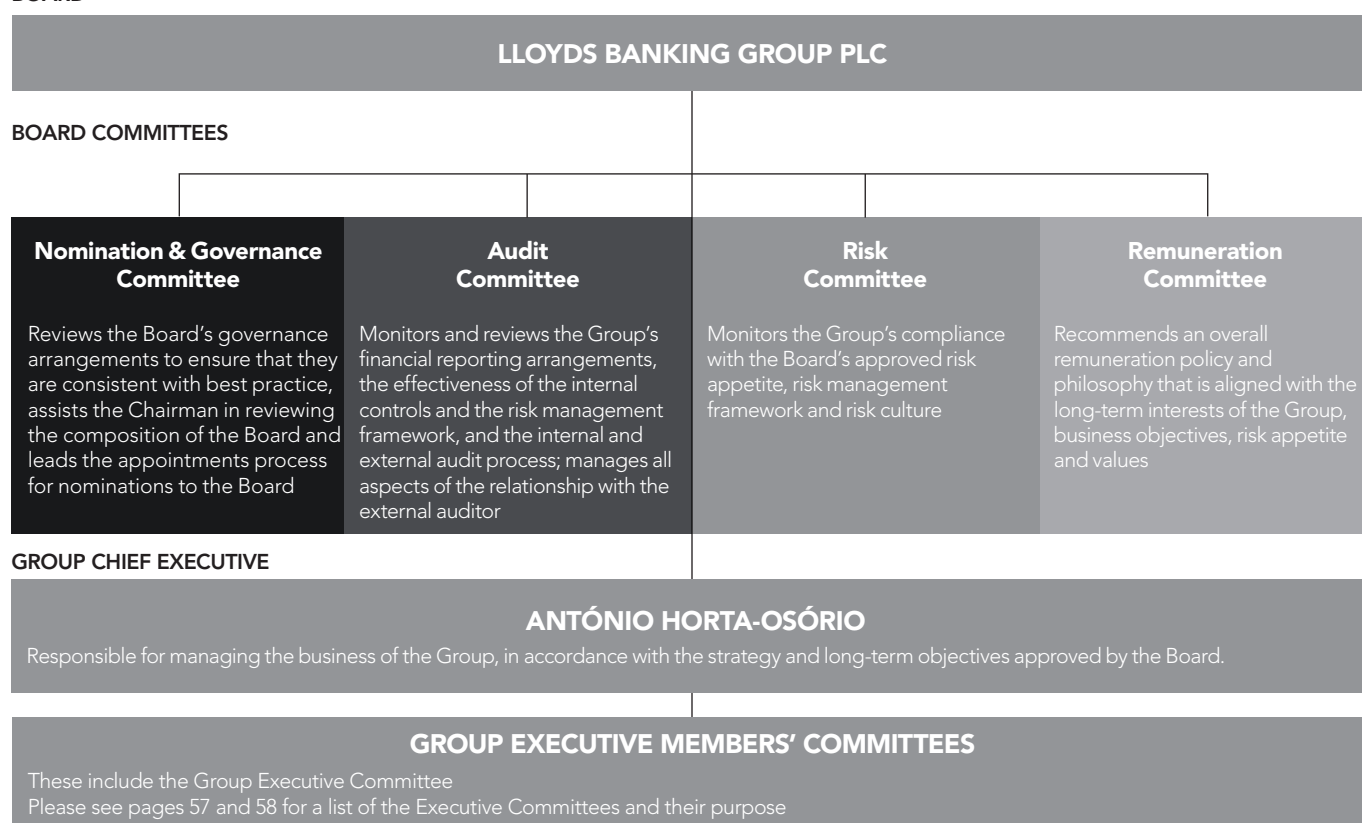 BOARD
LLOYDS BANKING GROUP PLC
BOARD COMMITTEES
Nomination & Governance
Committee
Reviews the Board’s governance
arrangements to ensure that they
are consistent with best practice,
assists the Chairman in reviewing
the composition of the Board and
leads the appointments process
for nominations to the Board
Audit
Committee
Monitors and reviews the Group’s
financial reporting arrangements,
the effectiveness of the internal
controls and the risk management
framework, and the internal and
external audit process; manages all
aspects of the relationship with the
external auditor
Risk
Committee
Monitors the Group’s compliance
with the Board’s approved risk
appetite, risk management
framework and risk culture
Remuneration
Committee
Recommends an overall
remuneration policy and
philosophy that is aligned with the
long-term interests of the Group,
business objectives, risk appetite
and values
GROUP CHIEF EXECUTIVE
ANTÓNIO HORTA-OSÓRIO
Responsible for managing the business of the Group, in accordance with the strategy and long-term objectives approved by the Board.
GROUP EXECUTIVE MEMBERS’ COMMITTEES
These include the Group Executive Committee
Please see pages 57 and 58 for a list of the Executive Committees and their purpose